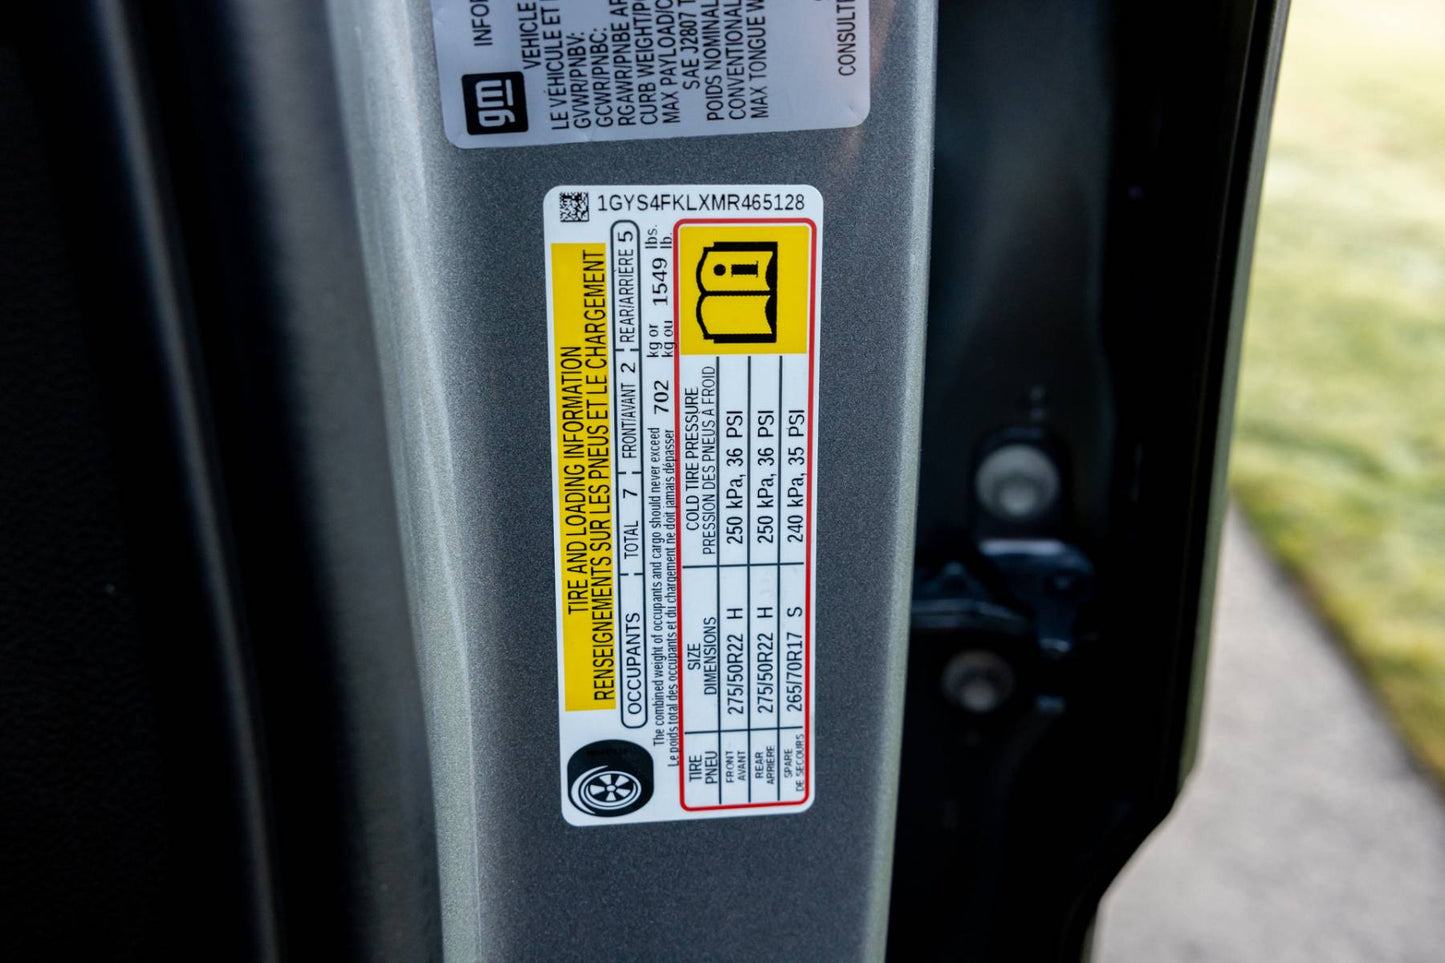 INFOR
gm
VEHICLE
LE VÉHICULE ET
GVWR/PNBV:
GCWR/PNBC:
RGAWR/PNBE AR
CURB WEIGHT/P
MAX PAYLOAD/C
SAE J2807 T
POIDS NOMINAL
CONVENTIONAL
MAX TONGUE W
CONSULT
1GYS4FKLXMR465128
TIRE AND LOADING INFORMATION
RENSEIGNEMENTS SUR LES PNEUS ET LE CHARGEMENT
OCCUPANTS TOTAL 7 FRONT/AVANT 2 REAR/ARRIÈRE 5
The combined weight of occupants and cargo should never exceed 702 kg or 1549 lbs.
Le poids total des occupants et du chargement ne doit jamais dépasser kg ou lb.
TIRE SIZE COLD TIRE PRESSURE
PNEU DIMENSIONS PRESSION DES PNEUS À FROID
FRONT
AVANT 275/50R22 H 250 kPa, 36 PSI
REAR
ARRIÈRE 275/50R22 H 250 kPa, 36 PSI
SPARE
DE SECOURS 265/70R17 S 240 kPa, 35 PSI